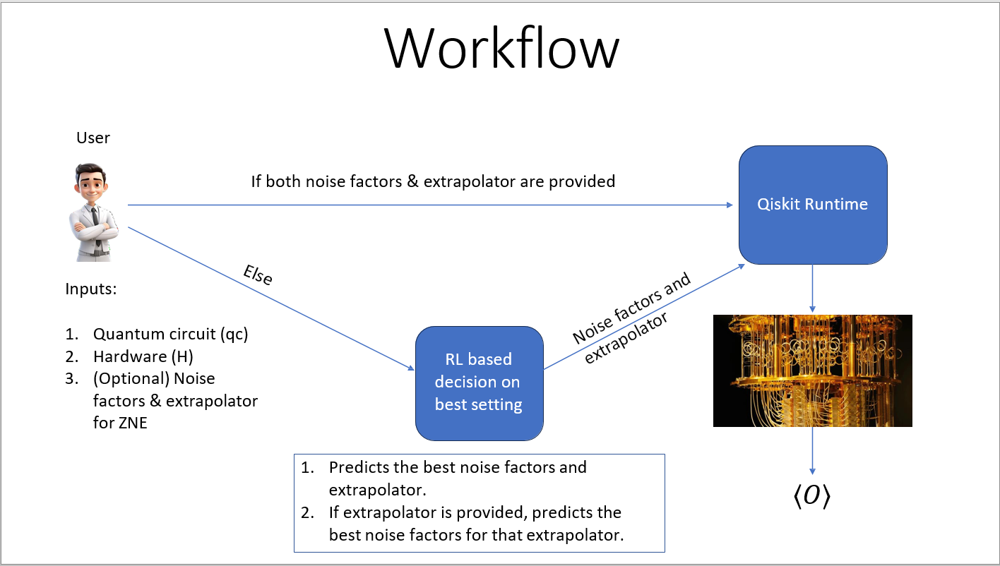 Workflow
User
If both noise factors & extrapolator are provided
Qiskit Runtime
Else
Noise factors and
extrapolator
Inputs:
1. Quantum circuit (qc)
2. Hardware (H)
3. (Optional) Noise
factors & extrapolator
for ZNE
RL based
decision on
best setting
1. Predicts the best noise factors and
extrapolator.
2. If extrapolator is provided, predicts the
best noise factors for that extrapolator.
⟨O⟩